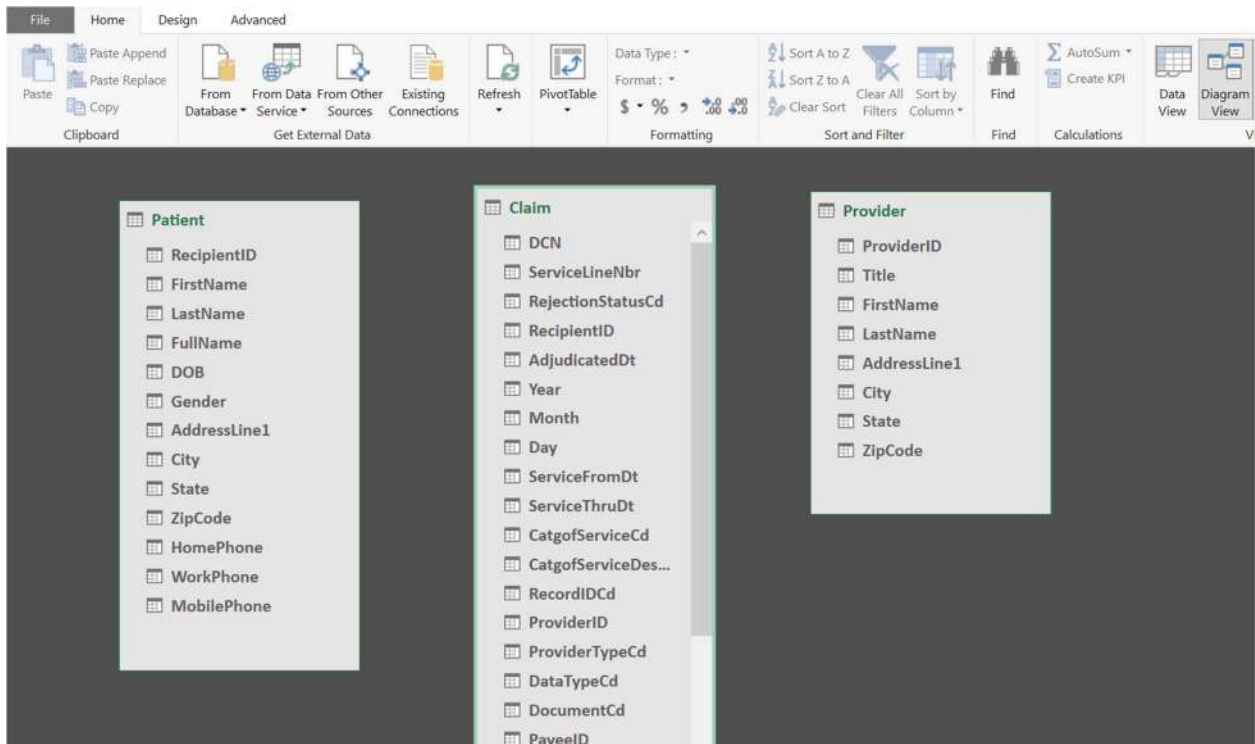 File Home Design Advanced
Paste
Paste Append
Paste Replace
Copy
Clipboard
From Database
From Data Service
From Other Sources
Existing Connections
Get External Data
Refresh
PivotTable
Data Type :
Format :
$ % 9 .00 .00
Formatting
Sort A to Z
Sort Z to A
Clear Sort
Clear All Filters
Sort by Column
Sort and Filter
Find
Find
AutoSum
Create KPI
Calculations
Data View
Diagram View
Patient
RecipientID
FirstName
LastName
FullName
DOB
Gender
AddressLine1
City
State
ZipCode
HomePhone
WorkPhone
MobilePhone
Claim
DCN
ServiceLineNbr
RejectionStatusCd
RecipientID
AdjudicatedDt
Year
Month
Day
ServiceFromDt
ServiceThruDt
CatgofServiceCd
CatgofServiceDes...
RecordIDCd
ProviderID
ProviderTypeCd
DataTypeCd
DocumentCd
PayeeID
Provider
ProviderID
Title
FirstName
LastName
AddressLine1
City
State
ZipCode